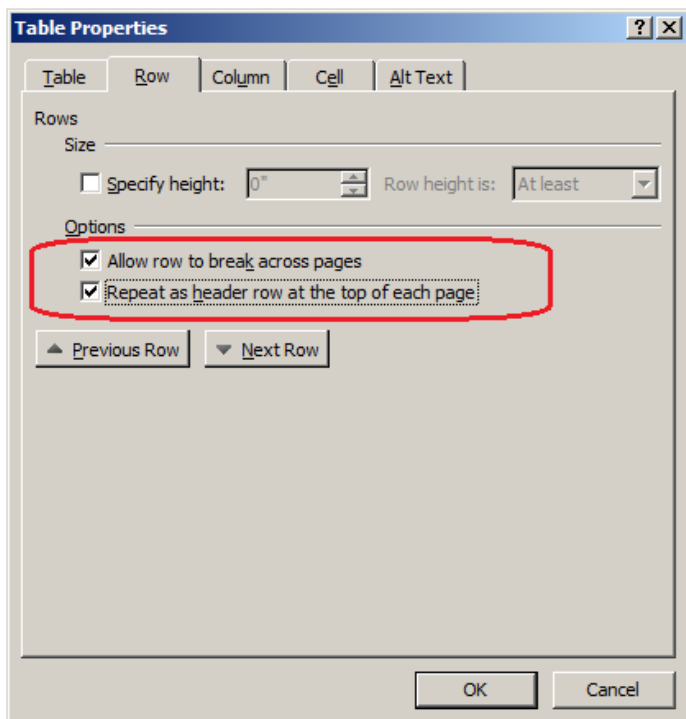 Table Properties
Table Row Column Cell Alt Text
Rows
Size
Specify height: 0" Row height is: At least
Options
Allow row to break across pages
Repeat as header row at the top of each page
Previous Row Next Row
OK Cancel